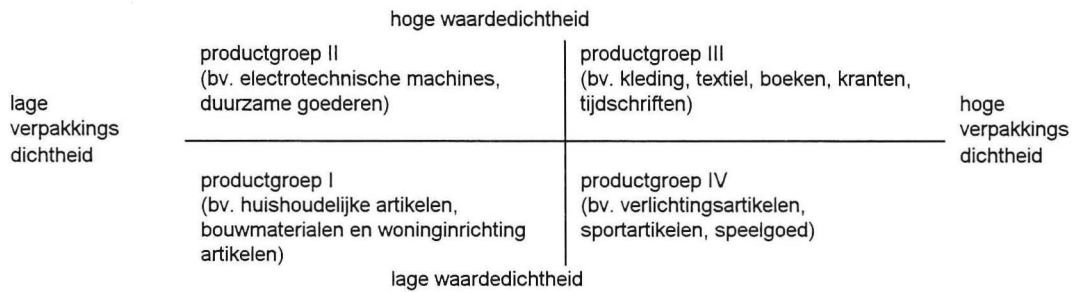 hoge waardedichtheid
productgroep II
(bv. electrotechnische machines,
duurzame goederen)
productgroep III
(bv. kleding, textiel, boeken, kranten,
tijdschriften)
lage
verpakkings
dichtheid
hoge
verpakkings
dichtheid
productgroep I
(bv. huishoudelijke artikelen,
bouwmaterialen en woninginrichting
artikelen)
productgroep IV
(bv. verlichtingsartikelen,
sportartikelen, speelgoed)
lage waardedichtheid